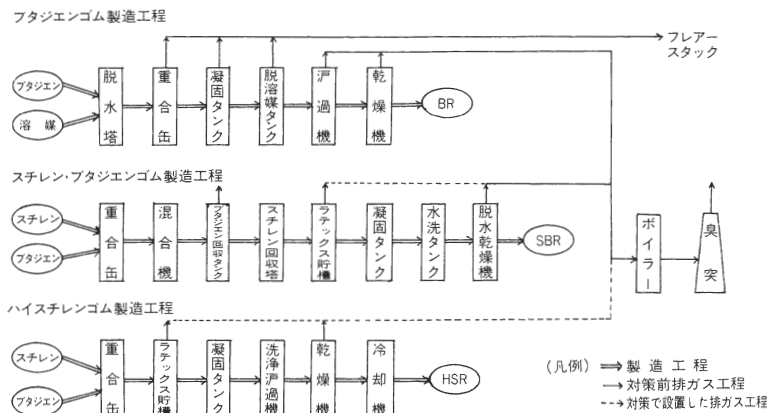 ブタジエンゴム製造工程
フレアー
スタック
ブタジエン
溶媒
脱水塔
重合缶
凝固タンク
脱溶媒タンク
沪過機
乾燥機
BR
スチレン・ブタジエンゴム製造工程
スチレン
ブタジエン
重合缶
混合機
ブタジエン回収タンク
スチレン回収塔
ラテックス貯槽
凝固タンク
水洗タンク
脱水乾燥機
SBR
ボイラー
臭突
ハイスチレンゴム製造工程
スチレン
ブタジエン
重合缶
ラテックス貯槽
凝固タンク
洗浄沪過機
乾燥機
冷却機
HSR
(凡例) 製造工程
対策前排ガス工程
対策で設置した排ガス工程